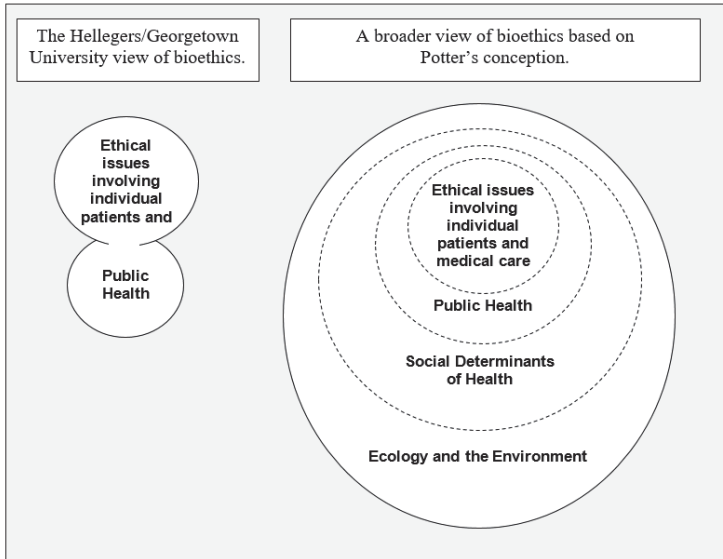 The Hellegers/Georgetown
University view of bioethics.
A broader view of bioethics based on
Potter's conception.
Ethical
issues
involving
individual
patients and
Public
Health
Ethical issues
involving
individual
patients and
medical care
Public Health
Social Determinants
of Health
Ecology and the Environment